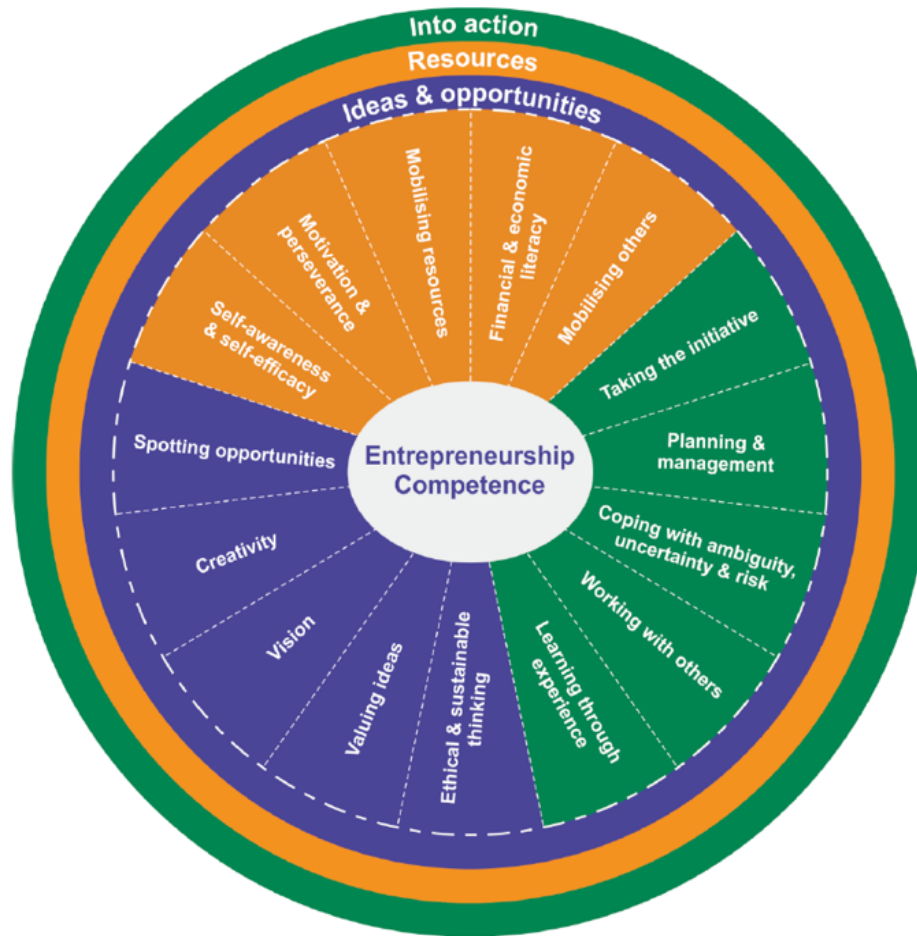 Into action
Resources
Ideas & opportunities
Self-awareness
& self-efficacy
Motivation &
perseverance
Mobilising resources
Financial & economic
literacy
Mobilising others
Taking the initiative
Planning &
management
Coping with ambiguity,
uncertainty & risk
Working with others
Learning through
experience
Ethical & sustainable
thinking
Valuing ideas
Vision
Creativity
Spotting opportunities
Entrepreneurship
Competence